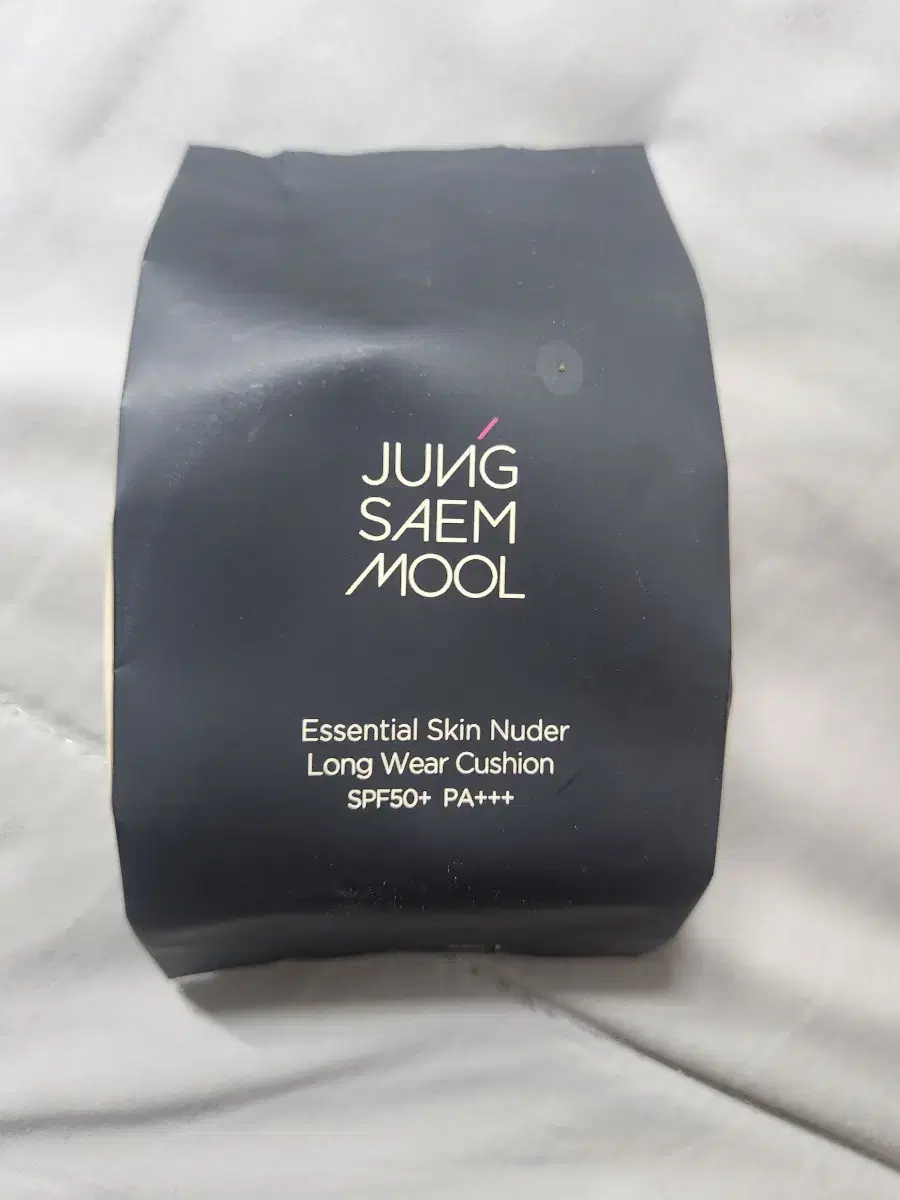 JUNG
SAEM
MOOL
Essential Skin Nuder
Long Wear Cushion
SPF50+ PA+++